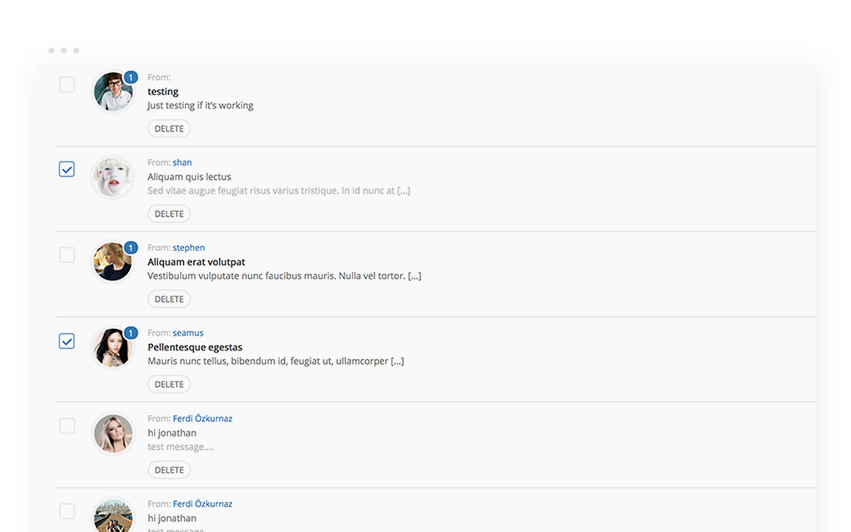 1
From:
testing
Just testing if it's working
DELETE
From: shan
Aliquam quis lectus
Sed vitae augue feugiat risus varius tristique. In id nunc at [...]
DELETE
1
From: stephen
Aliquam erat volutpat
Vestibulum vulputate nunc faucibus mauris. Nulla vel tortor. [...]
DELETE
1
From: seamus
Pellentesque egestas
Mauris nunc tellus, bibendum id, feugiat ut, ullamcorper [...]
DELETE
From: Ferdi Özkurnaz
hi jonathan
test message....
DELETE
From: Ferdi Özkurnaz
hi jonathan
test message